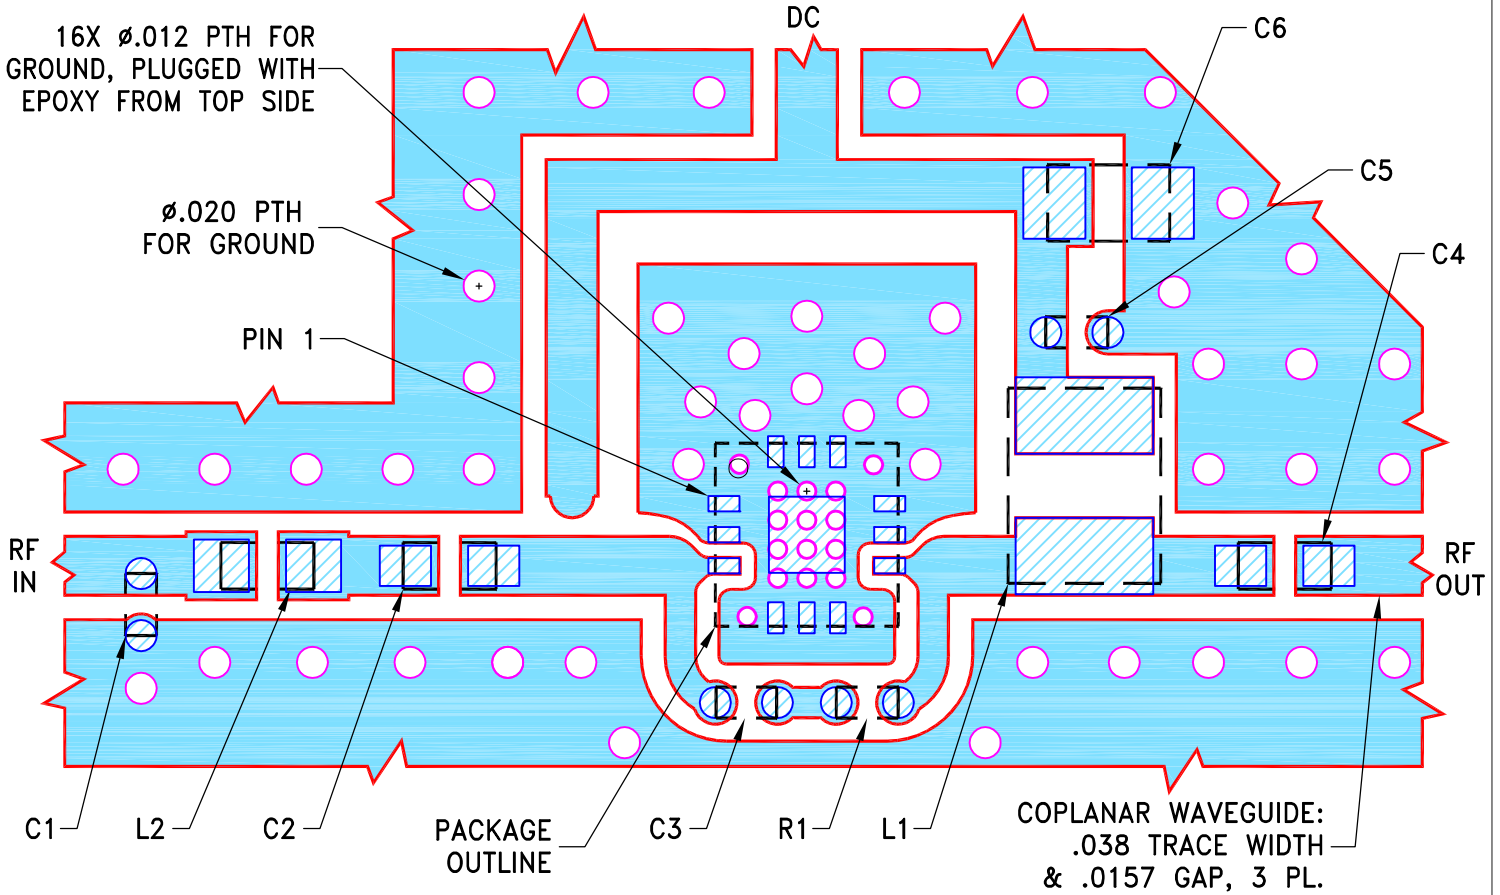 DC
C6
16X ø.012 PTH FOR
GROUND, PLUGGED WITH
EPOXY FROM TOP SIDE
C5
ø.020 PTH
FOR GROUND
C4
PIN 1
RF
IN
RF
OUT
C1
L2
C2
PACKAGE
OUTLINE
C3
R1
L1
COPLANAR WAVEGUIDE:
.038 TRACE WIDTH
& .0157 GAP, 3 PL.